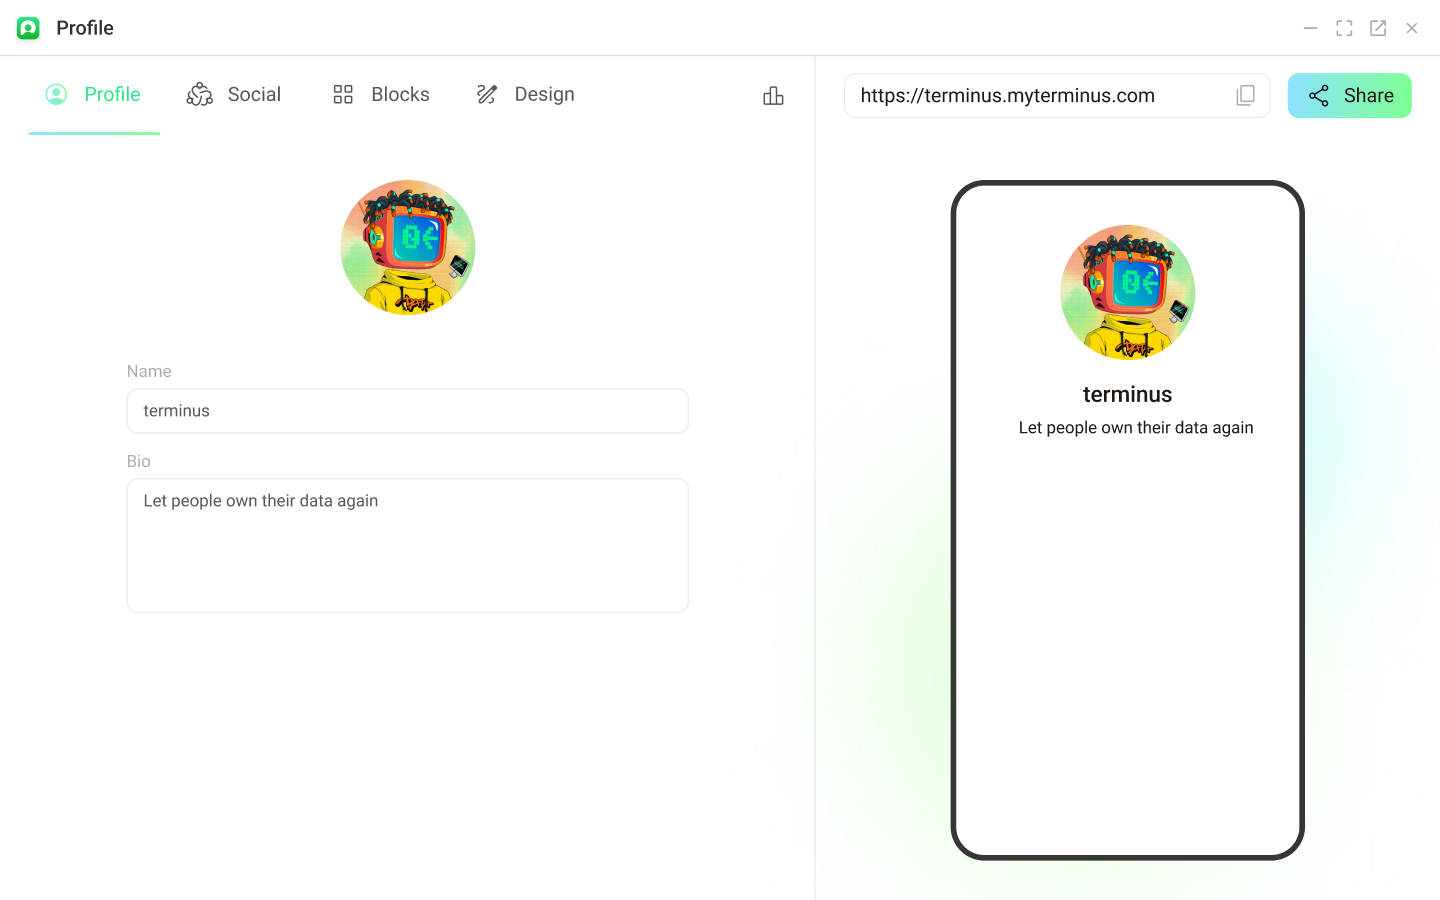 Profile
Profile Social Blocks Design
https://terminus.myterminus.com Share
Name
terminus
Bio
Let people own their data again
terminus
Let people own their data again